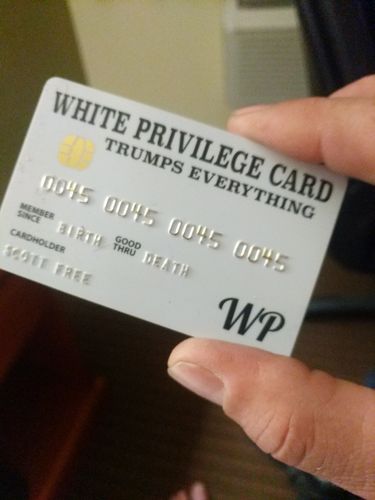 WHITE PRIVILEGE CARD
TRUMPS EVERYTHING
0045 0045 0045 0045
MEMBER SINCE BIRTH GOOD THRU DEATH
CARDHOLDER
SCOTT FREE
WP